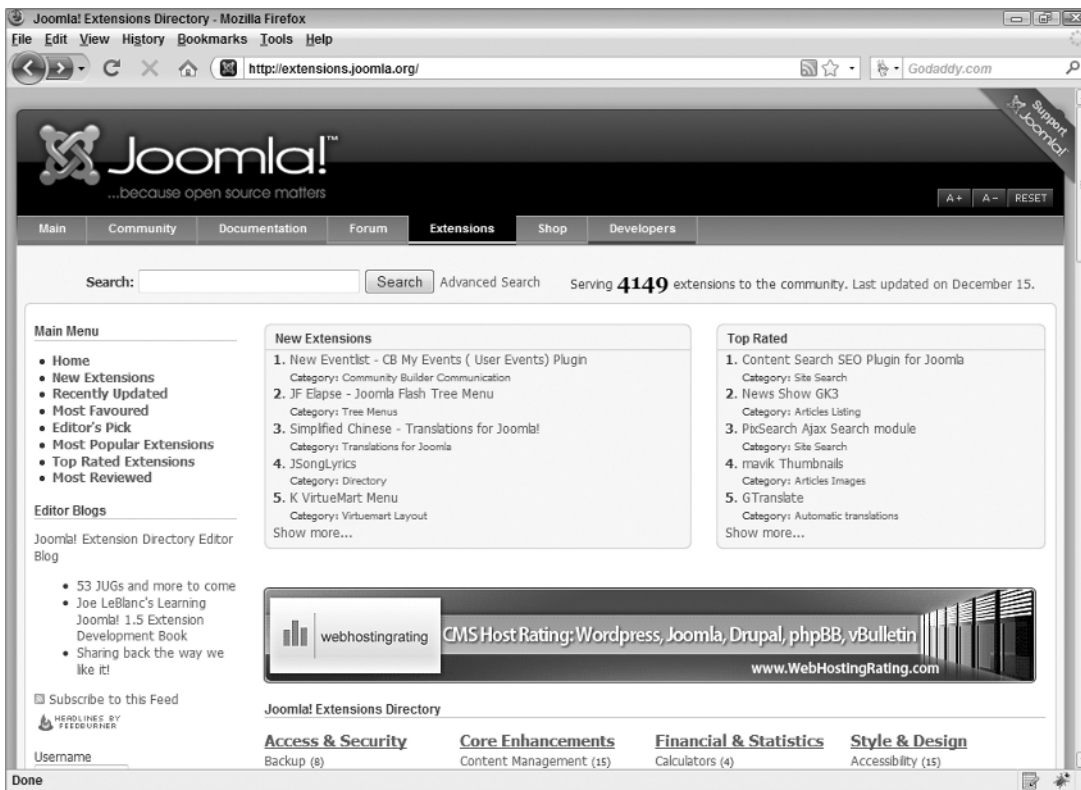 Joomla! Extensions Directory - Mozilla Firefox
File Edit View History Bookmarks Tools Help
http://extensions.joomla.org/
Godaddy.com
Support Joomla!
Joomla!™
...because open source matters
A+ A- RESET
Main Community Documentation Forum Extensions Shop Developers
Search: Search Advanced Search Serving 4149 extensions to the community. Last updated on December 15.
Main Menu
• Home
• New Extensions
• Recently Updated
• Most Favoured
• Editor's Pick
• Most Popular Extensions
• Top Rated Extensions
• Most Reviewed
Editor Blogs
Joomla! Extension Directory Editor
Blog
• 53 JUGs and more to come
• Joe LeBlanc's Learning
Joomla! 1.5 Extension
Development Book
• Sharing back the way we
like it!
Subscribe to this Feed
HEADLINES BY
FEEDBURNER
Username
New Extensions
1. New Eventlist - CB My Events ( User Events) Plugin
Category: Community Builder Communication
2. JF Elapse - Joomla Flash Tree Menu
Category: Tree Menus
3. Simplified Chinese - Translations for Joomla!
Category: Translations for Joomla
4. JSongLyrics
Category: Directory
5. K VirtueMart Menu
Category: Virtuemart Layout
Show more...
Top Rated
1. Content Search SEO Plugin for Joomla
Category: Site Search
2. News Show GK3
Category: Articles Listing
3. PixSearch Ajax Search module
Category: Site Search
4. mavik Thumbnails
Category: Articles Images
5. GTranslate
Category: Automatic translations
Show more...
webhostingrating
CMS Host Rating: Wordpress, Joomla, Drupal, phpBB, vBulletin
www.WebHostingRating.com
Joomla! Extensions Directory
Access & Security Core Enhancements Financial & Statistics Style & Design
Backup (8) Content Management (15) Calculators (4) Accessibility (15)
Done